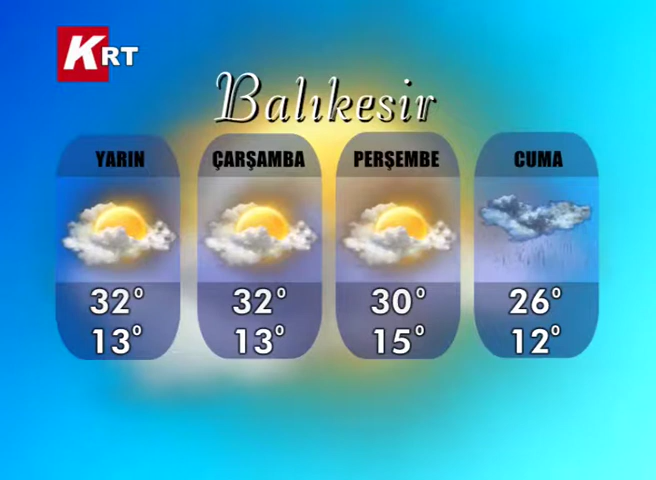 KRT
Balıkesir
YARIN ÇARŞAMBA PERŞEMBE CUMA
32° 32° 30° 26°
13° 13° 15° 12°